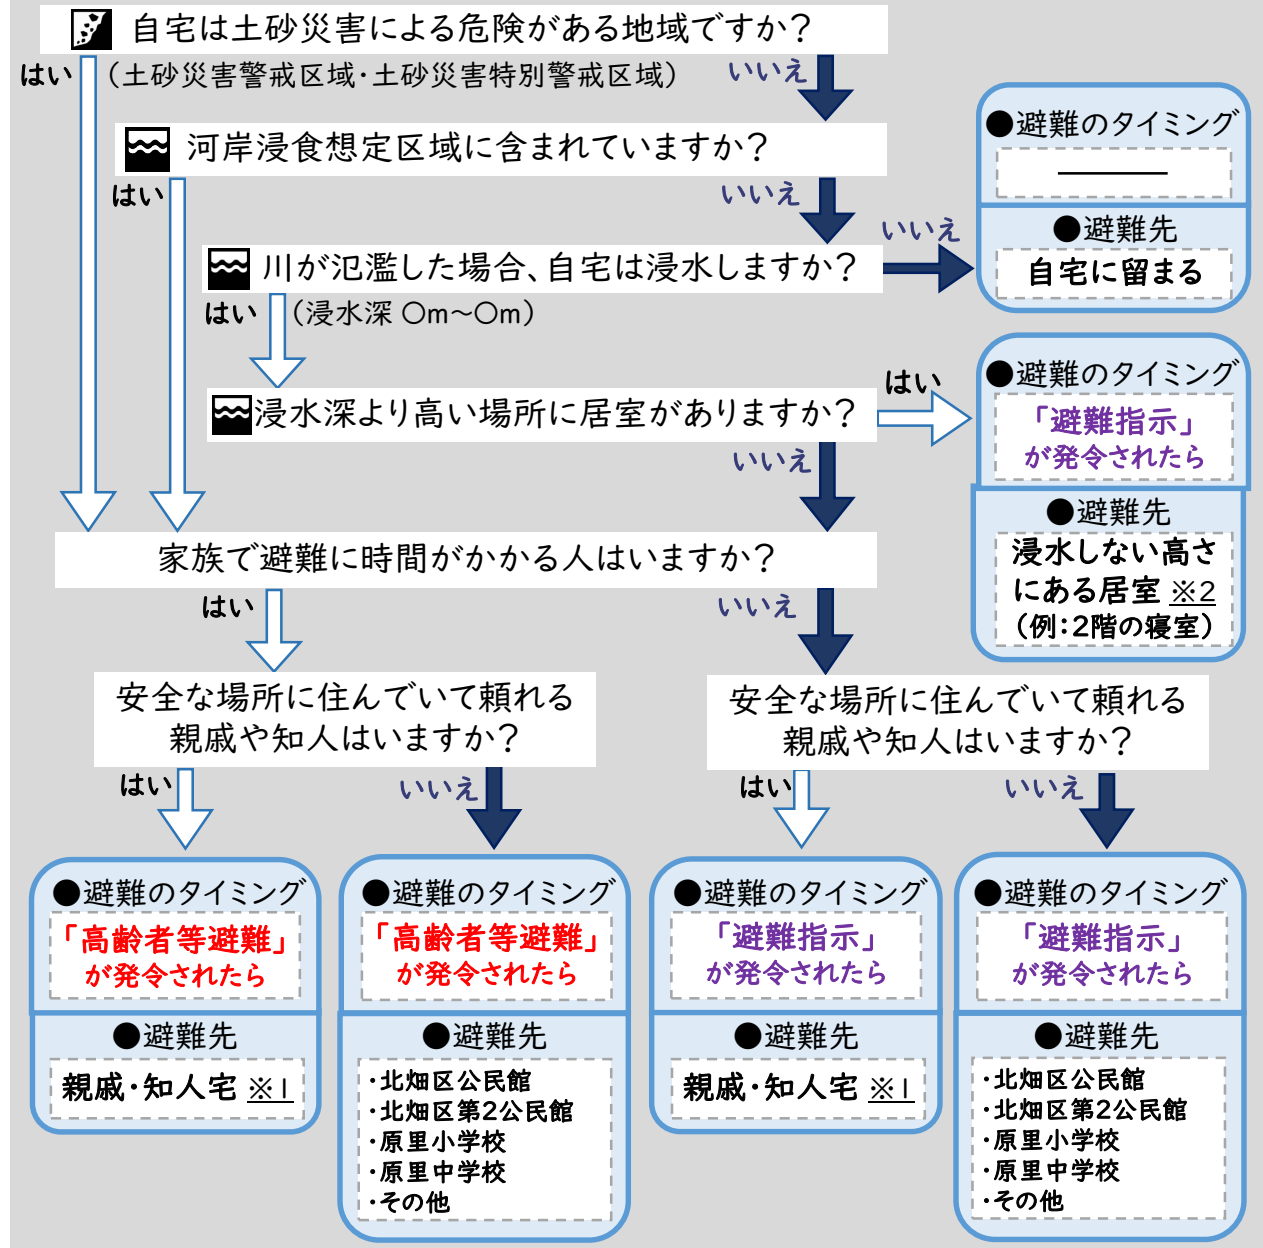 自宅は土砂災害による危険がある地域ですか？
はい
（土砂災害警戒区域・土砂災害特別警戒区域）
いいえ
河岸浸食想定区域に含まれていますか？
はい
いいえ
川が氾濫した場合、自宅は浸水しますか？
いいえ
はい
（浸水深 〇m～〇m）
●避難のタイミング
●避難先
自宅に留まる
浸水深より高い場所に居室がありますか？
はい
いいえ
●避難のタイミング
「避難指示」
が発令されたら
●避難先
浸水しない高さ
にある居室 ※2
（例：2階の寝室）
家族で避難に時間がかかる人はいますか？
はい
いいえ
安全な場所に住んでいて頼れる
親戚や知人はいますか？
はい
いいえ
安全な場所に住んでいて頼れる
親戚や知人はいますか？
はい
いいえ
●避難のタイミング
「高齢者等避難」
が発令されたら
●避難先
親戚・知人宅 ※1
●避難のタイミング
「高齢者等避難」
が発令されたら
●避難先
・北畑区公民館
・北畑区第2公民館
・原里小学校
・原里中学校
・その他
●避難のタイミング
「避難指示」
が発令されたら
●避難先
親戚・知人宅 ※1
●避難のタイミング
「避難指示」
が発令されたら
●避難先
・北畑区公民館
・北畑区第2公民館
・原里小学校
・原里中学校
・その他